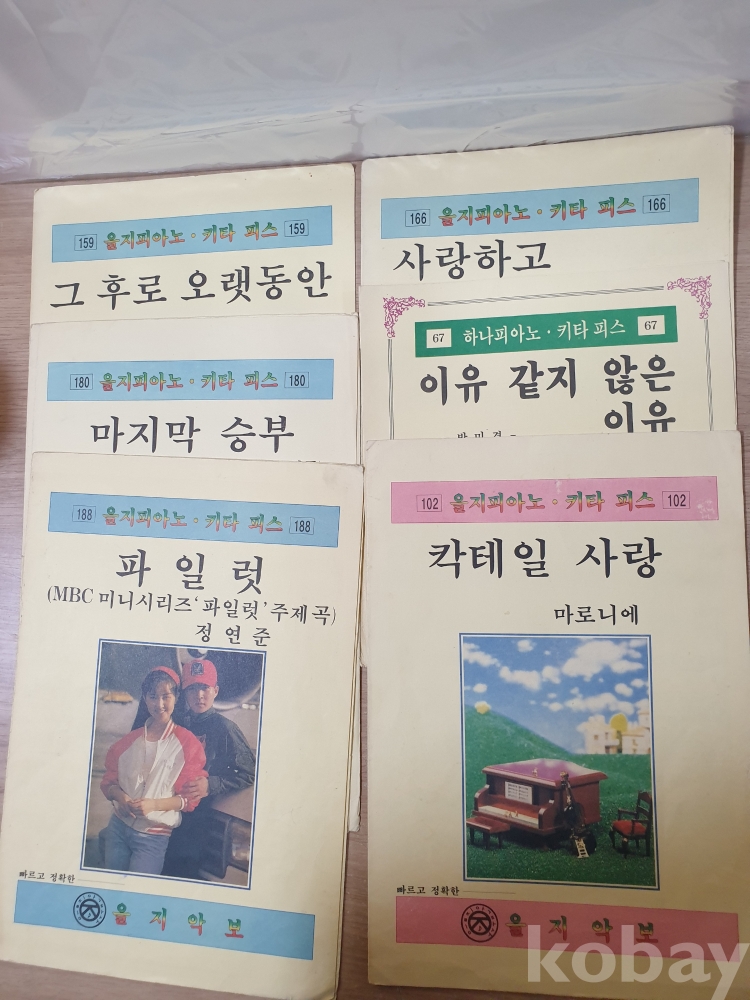 159 을지피아노 · 키타 피스 159
그 후로 오랫동안
166 을지피아노 · 키타 피스 166
사랑하고
180 을지피아노 · 키타 피스 180
마지막 승부
67 하나피아노 · 키타 피스 67
이유 같지 않은
이유
188 을지피아노 · 키타 피스 188
파 일 럿
(MBC 미니시리즈 '파일럿' 주제곡)
정 연 준
빠르고 정확한
을 지 악 보
102 을지피아노 · 키타 피스 102
칵테일 사랑
마로니에
빠르고 정확한
을 지 악 보
kobay